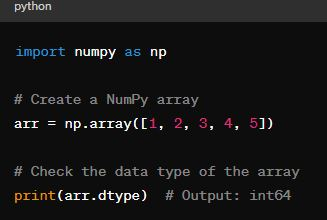 python
import numpy as np
# Create a NumPy array
arr = np.array([1, 2, 3, 4, 5])
# Check the data type of the array
print(arr.dtype)  # Output: int64